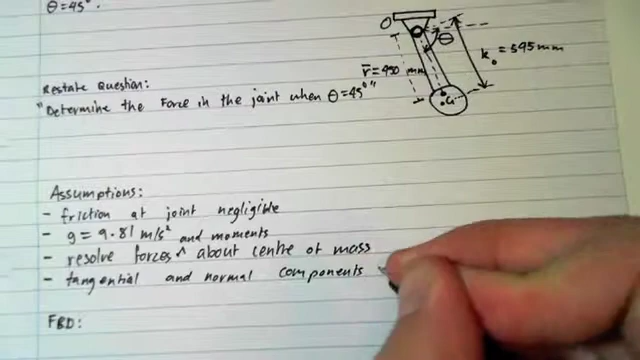 θ=45°.
O
θ
k₀ = 595 mm
r̄=450 mm
G
Restate Question:
"Determine the Force in the joint when θ=45°"
Assumptions:
- friction at joint negligible
- g = 9.81 m/s²
- resolve forces ^ and moments about centre of mass
- tangential and normal components
FBD: